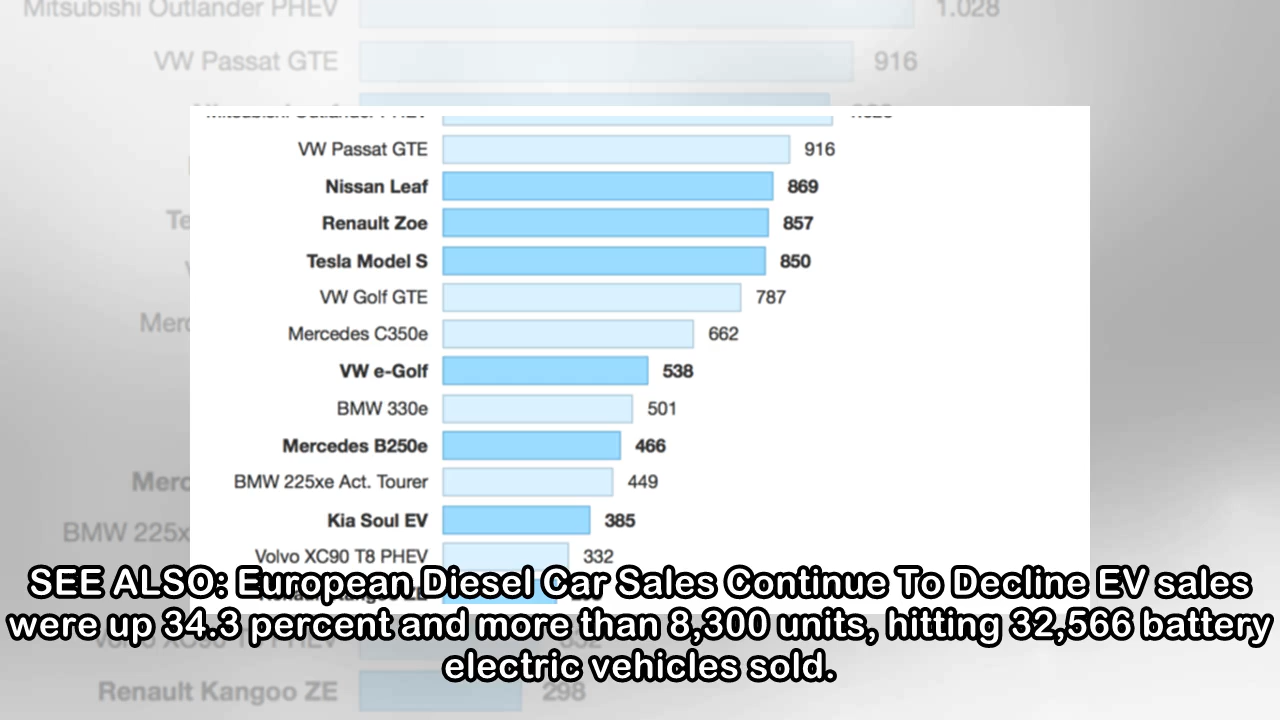 Mitsubishi Outlander PHEV 1.028
VW Passat GTE 916
VW Passat GTE 916
Nissan Leaf 869
Renault Zoe 857
Tesla Model S 850
VW Golf GTE 787
Mercedes C350e 662
VW e-Golf 538
BMW 330e 501
Mercedes B250e 466
BMW 225xe Act. Tourer 449
Kia Soul EV 385
Volvo XC90 T8 PHEV 332
SEE ALSO: European Diesel Car Sales Continue To Decline EV sales
were up 34.3 percent and more than 8,300 units, hitting 32,566 battery
electric vehicles sold.
Renault Kangoo ZE 298